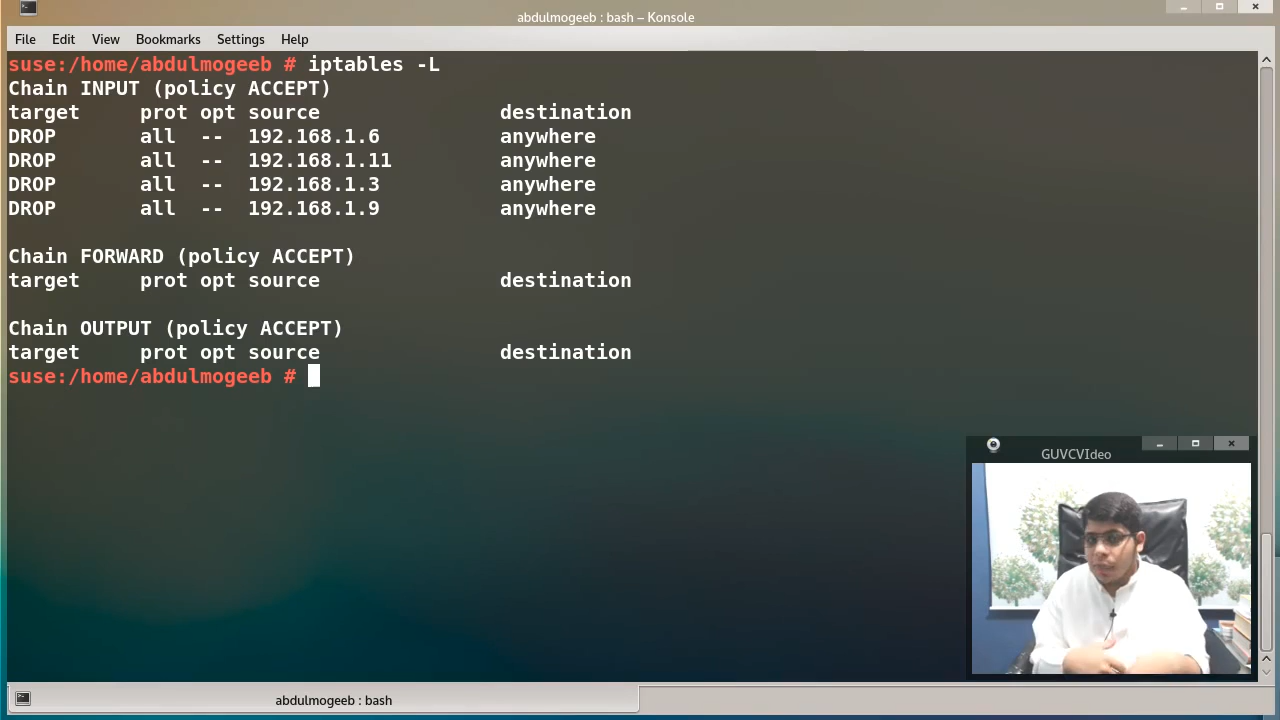 abdulmogeeb : bash – Konsole
File Edit View Bookmarks Settings Help
suse:/home/abdulmogeeb # iptables -L
Chain INPUT (policy ACCEPT)
target     prot opt source               destination
DROP       all  --  192.168.1.6          anywhere
DROP       all  --  192.168.1.11         anywhere
DROP       all  --  192.168.1.3          anywhere
DROP       all  --  192.168.1.9          anywhere
Chain FORWARD (policy ACCEPT)
target     prot opt source               destination
Chain OUTPUT (policy ACCEPT)
target     prot opt source               destination
suse:/home/abdulmogeeb #
GUVCVIdeo
abdulmogeeb : bash